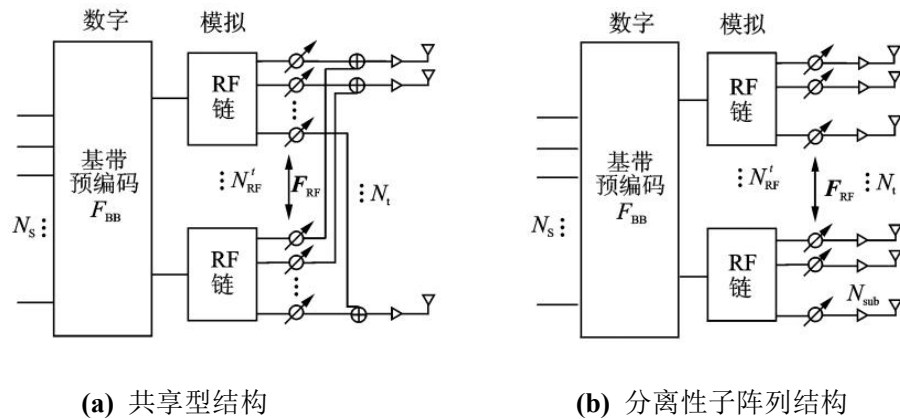 数字
模拟
RF
链
基带
预编码
F_BB
N_S
N_RF^t
F_RF
N_t
RF
链
(a) 共享型结构
数字
模拟
RF
链
基带
预编码
F_BB
N_S
N_RF^t
F_RF
N_t
RF
链
N_sub
(b) 分离性子阵列结构